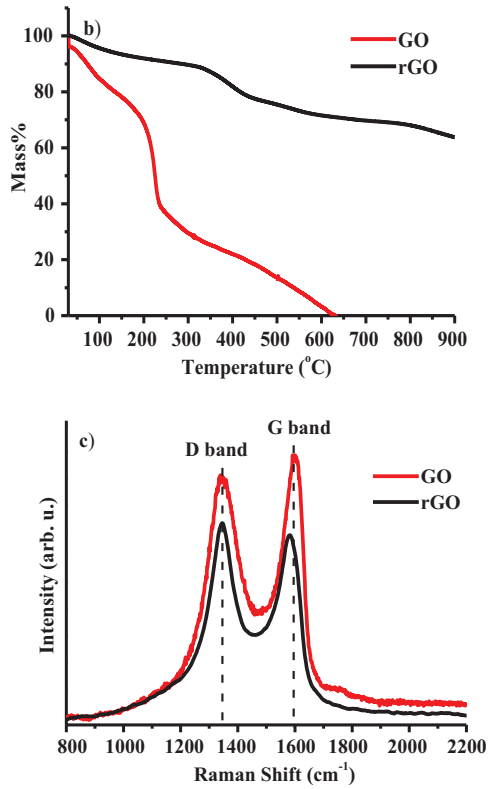 b)
GO
rGO
Mass%
100
80
60
40
20
0
100 200 300 400 500 600 700 800 900
Temperature (°C)
c)
D band
G band
GO
rGO
Intensity (arb. u.)
800 1000 1200 1400 1600 1800 2000 2200
Raman Shift (cm⁻¹)